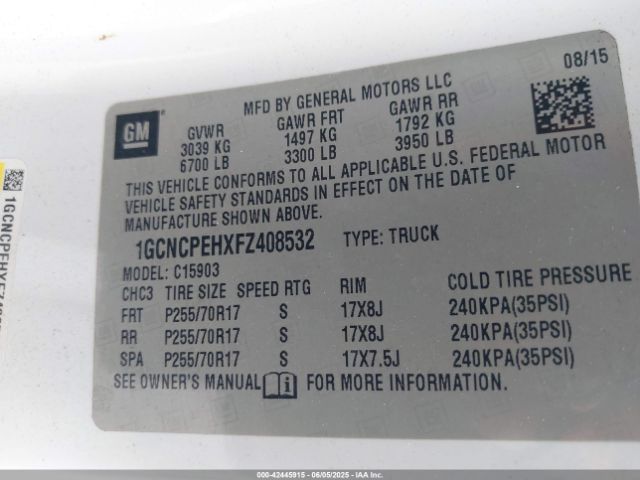 08/15
MFD BY GENERAL MOTORS LLC
GM
GVWR GAWR FRT GAWR RR
3039 KG 1497 KG 1792 KG
6700 LB 3300 LB 3950 LB
THIS VEHICLE CONFORMS TO ALL APPLICABLE U.S. FEDERAL MOTOR
VEHICLE SAFETY STANDARDS IN EFFECT ON THE DATE OF
MANUFACTURE SHOWN ABOVE.
1GCNCPEHXFZ408532 TYPE: TRUCK
MODEL: C15903
CHC3 TIRE SIZE SPEED RTG RIM COLD TIRE PRESSURE
FRT P255/70R17 S 17X8J 240KPA(35PSI)
RR P255/70R17 S 17X8J 240KPA(35PSI)
SPA P255/70R17 S 17X7.5J 240KPA(35PSI)
SEE OWNER'S MANUAL FOR MORE INFORMATION.
000-42445915 - 06/05/2025 - IAAI.COM